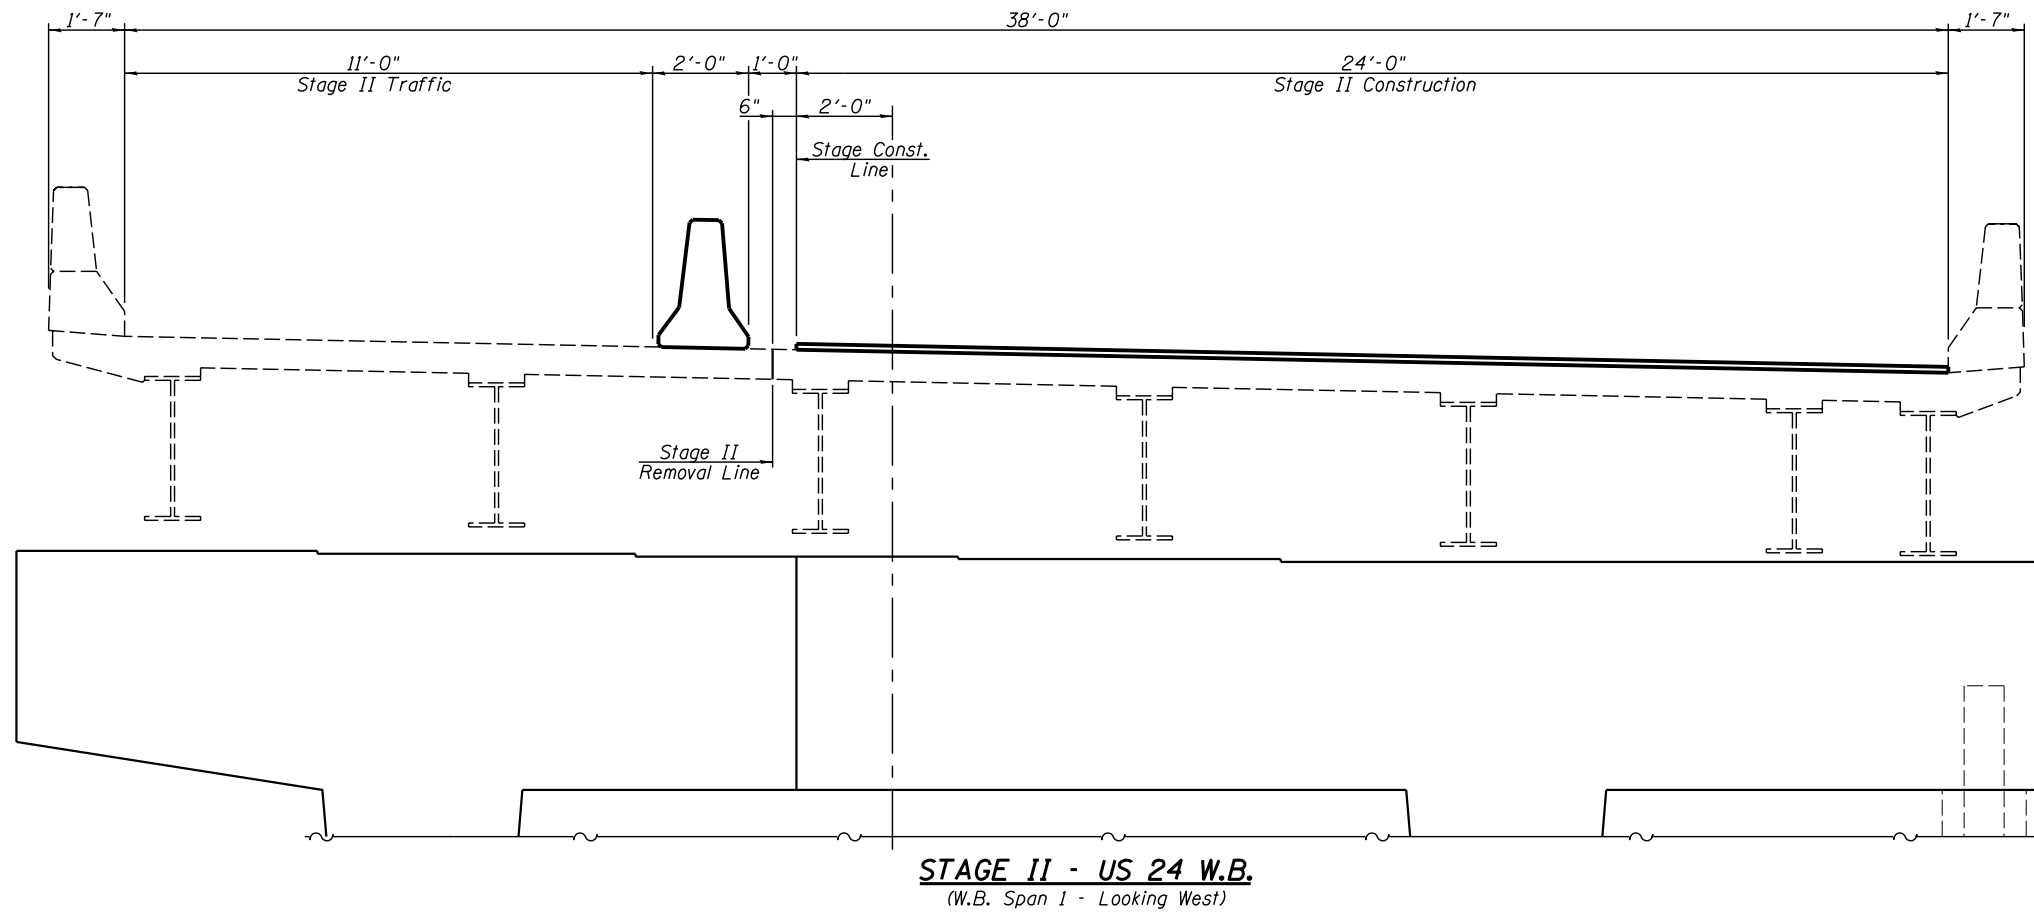 1'-7"
38'-0"
1'-7"
11'-0"
Stage II Traffic
2'-0"
1'-0"
24'-0"
Stage II Construction
6"
2'-0"
Stage Const.
Line
Stage II
Removal Line
STAGE II - US 24 W.B.
(W.B. Span 1 - Looking West)